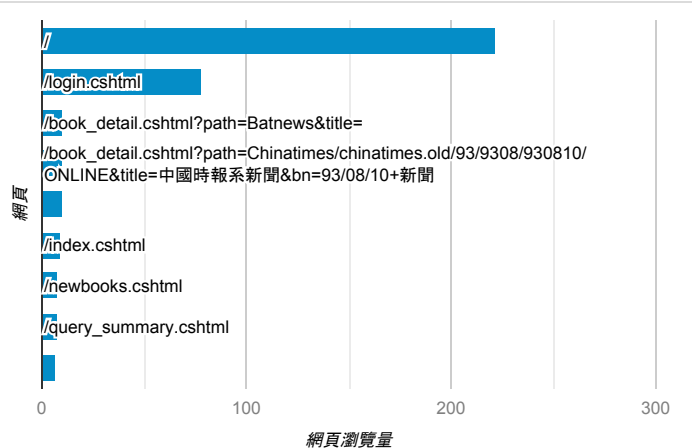 /
/login.cshtml
/book_detail.cshtml?path=Batnews&title=
/book_detail.cshtml?path=Chinatimes/chinatimes.old/93/9308/930810/
ONLINE&title=中國時報系新聞&bn=93/08/10+新聞
網頁
/index.cshtml
/newbooks.cshtml
/query_summary.cshtml
0 100 200 300
網頁瀏覽量